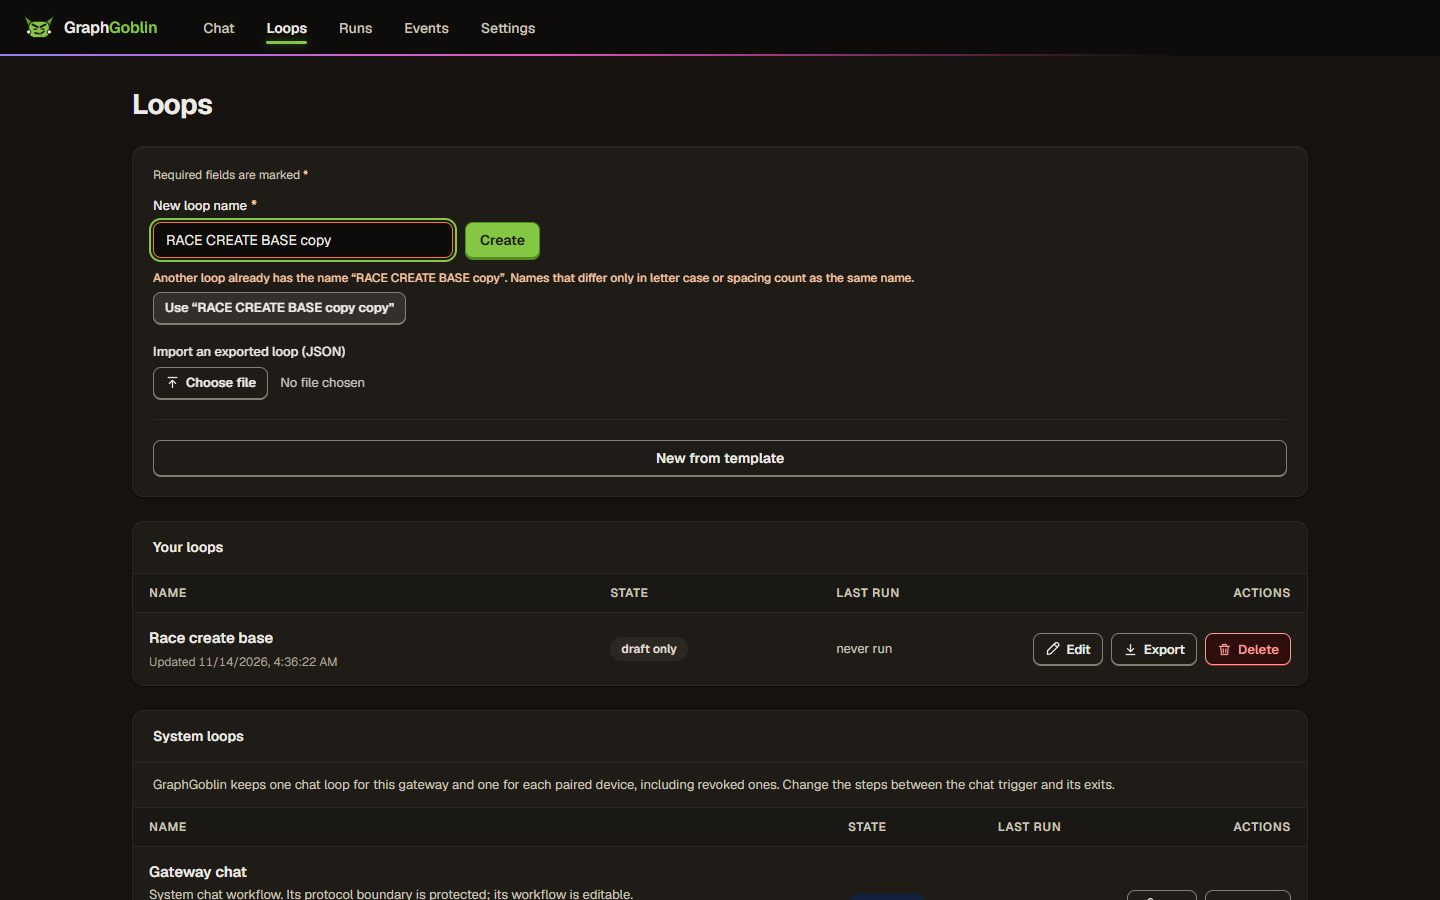 GraphGoblin Chat Loops Runs Events Settings
Loops
Required fields are marked *
New loop name *
RACE CREATE BASE copy Create
Another loop already has the name “RACE CREATE BASE copy”. Names that differ only in letter case or spacing count as the same name.
Use “RACE CREATE BASE copy copy”
Import an exported loop (JSON)
Choose file No file chosen
New from template
Your loops
NAME STATE LAST RUN ACTIONS
Race create base
Updated 11/14/2026, 4:36:22 AM
draft only never run Edit Export Delete
System loops
GraphGoblin keeps one chat loop for this gateway and one for each paired device, including revoked ones. Change the steps between the chat trigger and its exits.
NAME STATE LAST RUN ACTIONS
Gateway chat
System chat workflow. Its protocol boundary is protected; its workflow is editable.